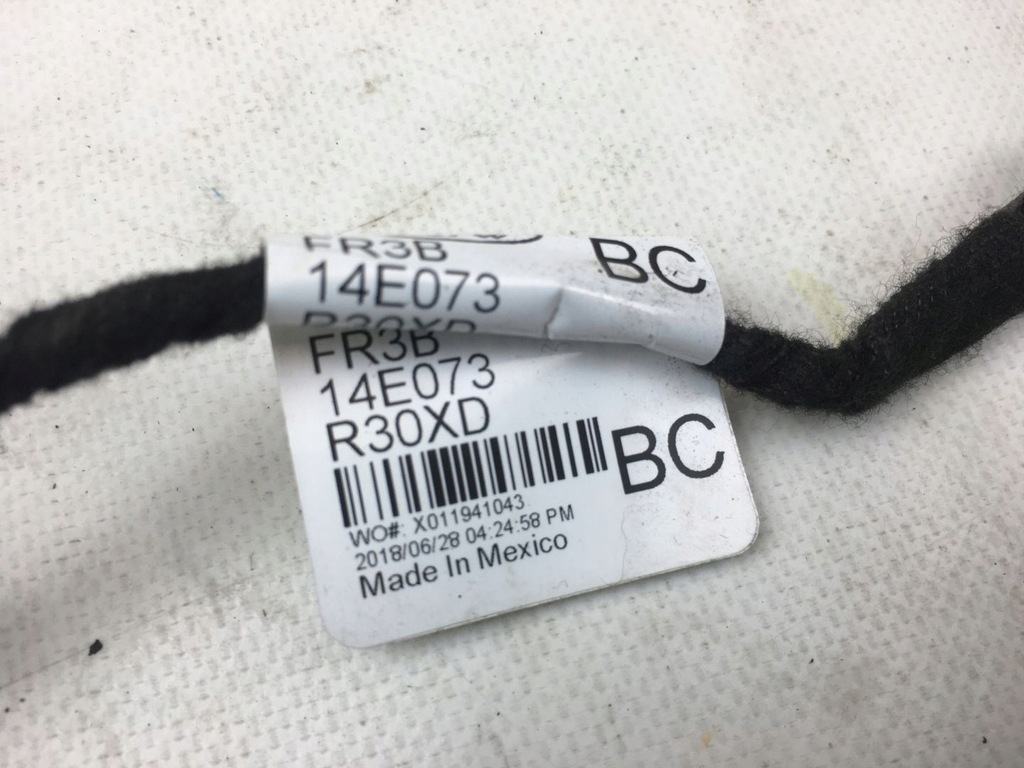 FR3B
14E073
BC
R30XD
FR3B
14E073
R30XD
BC
WO#: X011941043
2018/06/28 04:24:58 PM
Made In Mexico